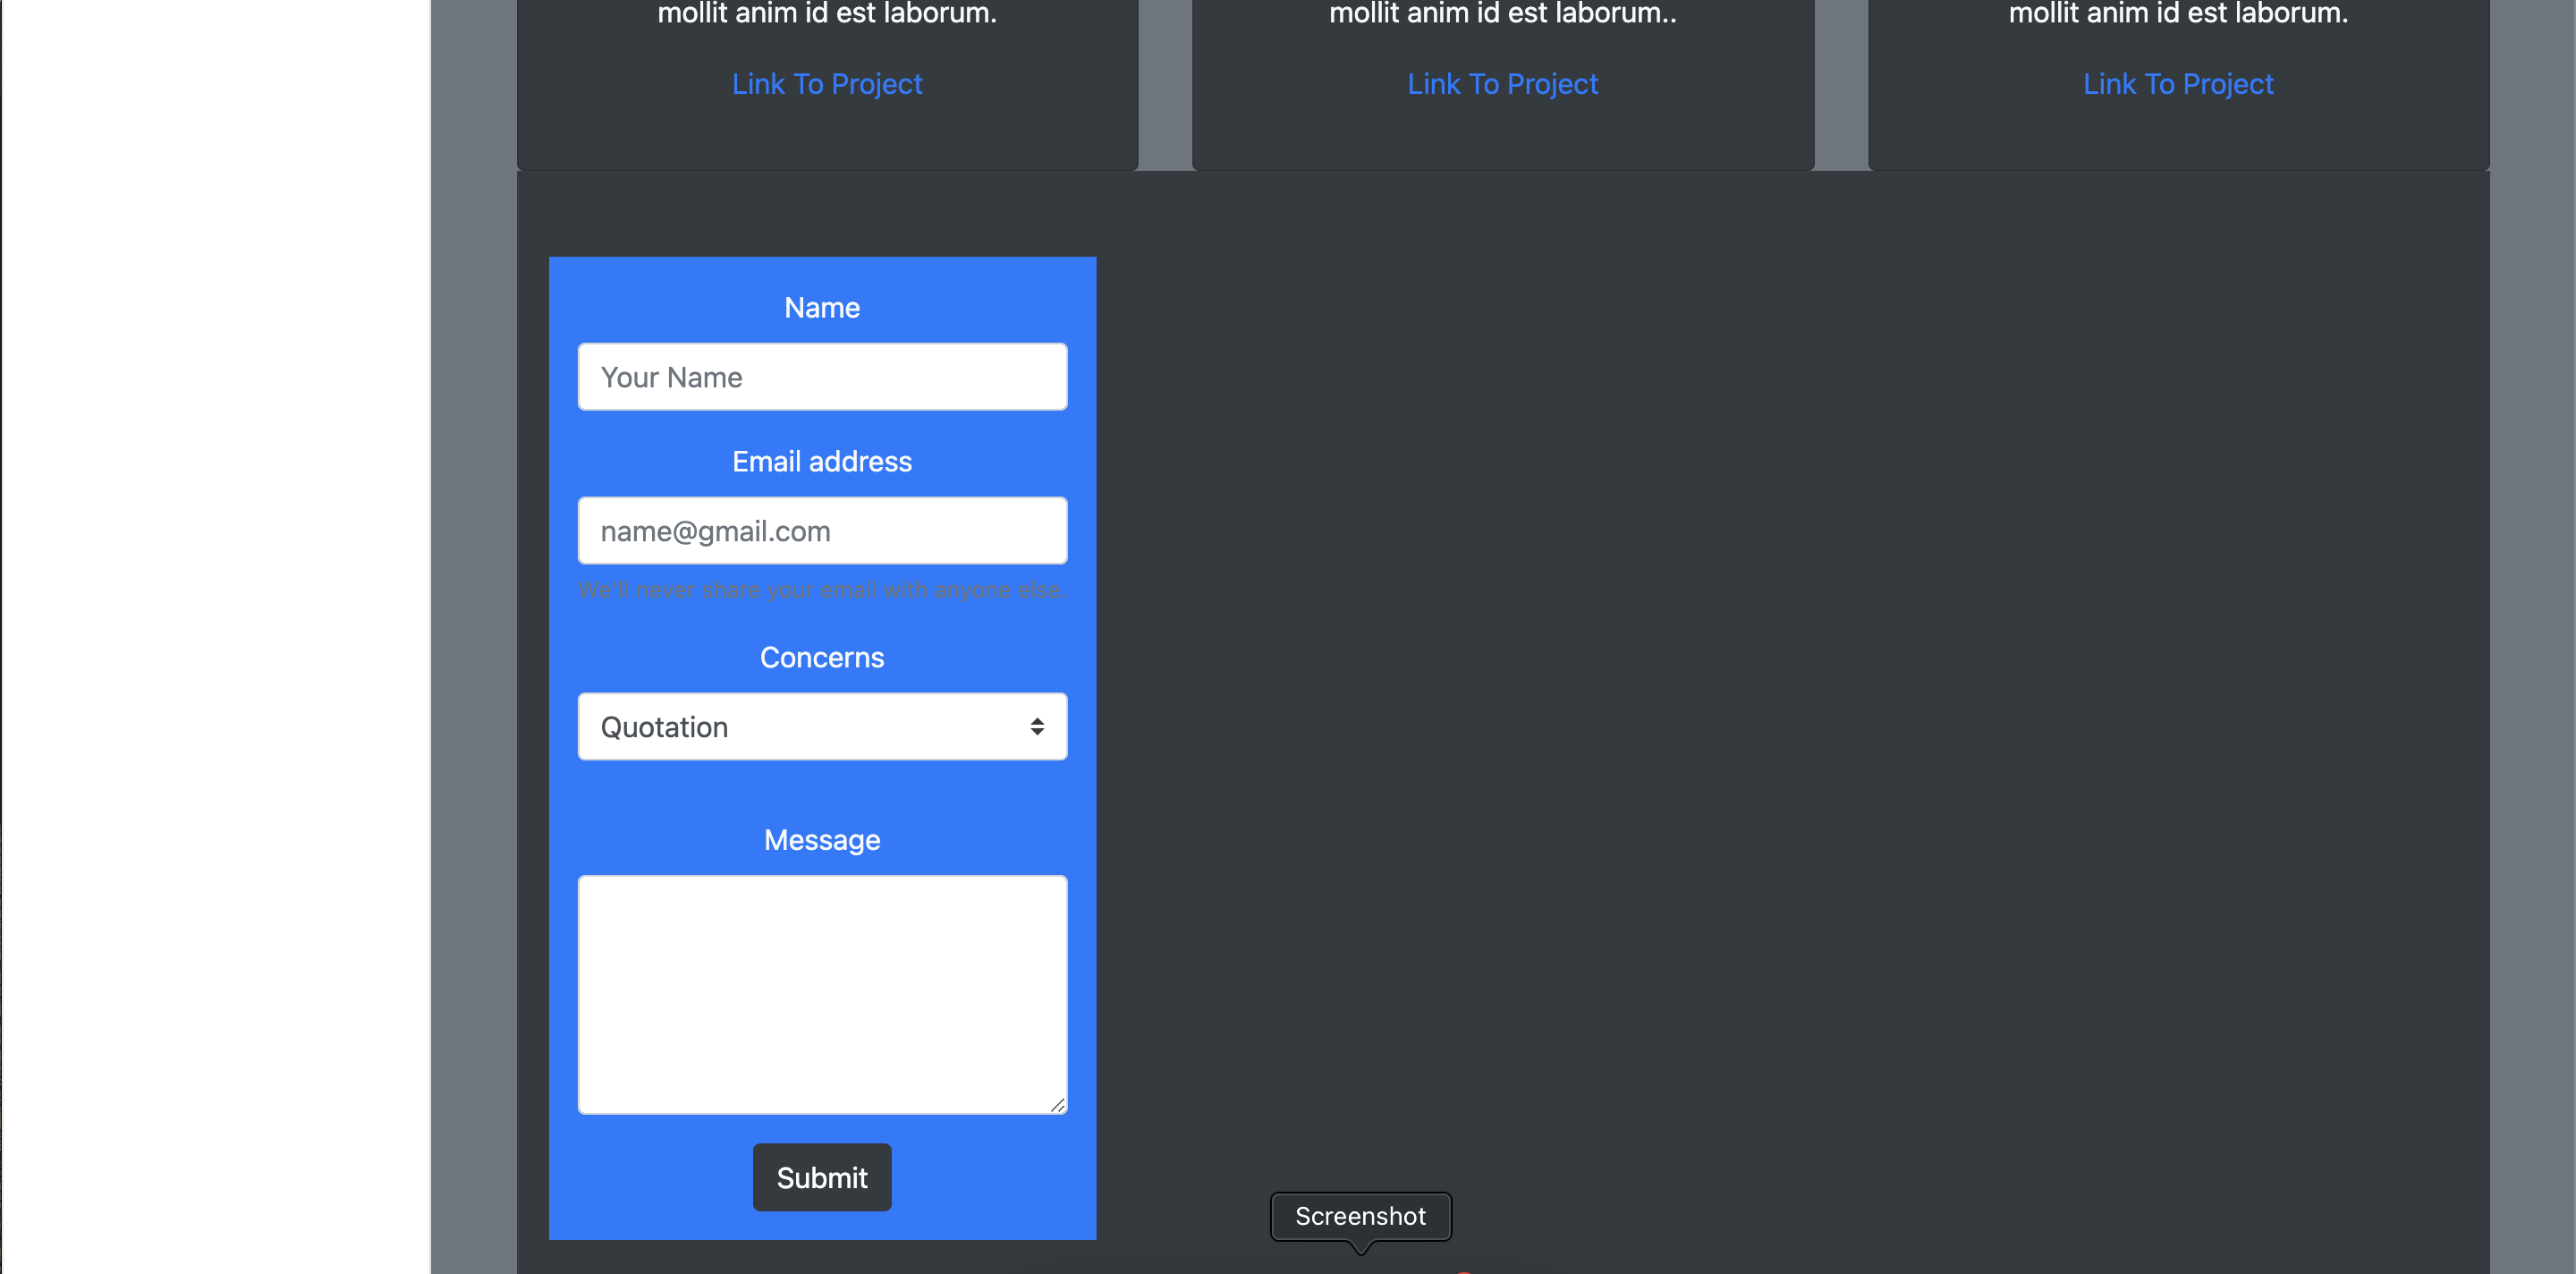 mollit anim id est laborum.
mollit anim id est laborum..
mollit anim id est laborum.
Link To Project
Link To Project
Link To Project
Name
Your Name
Email address
name@gmail.com
We'll never share your email with anyone else.
Concerns
Quotation
Message
Submit
Screenshot